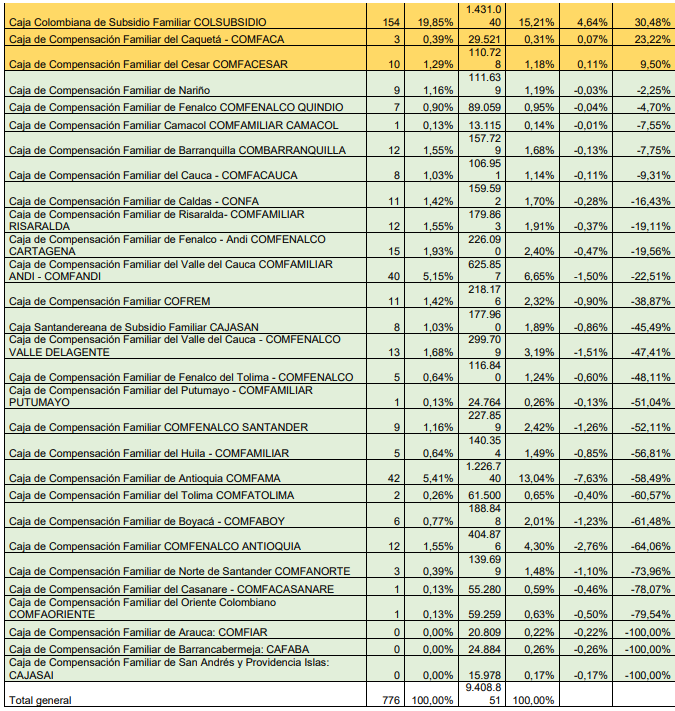 Caja Colombiana de Subsidio Familiar COLSUBSIDIO 154 19,85% 1.431.0
40 15,21% 4,64% 30,48%
Caja de Compensación Familiar del Caquetá - COMFACA 3 0,39% 29.521 0,31% 0,07% 23,22%
Caja de Compensación Familiar del Cesar COMFACESAR 10 1,29% 110.72
8 1,18% 0,11% 9,50%
Caja de Compensación Familiar de Nariño 9 1,16% 111.63
9 1,19% -0,03% -2,25%
Caja de Compensación Familiar de Fenalco COMFENALCO QUINDIO 7 0,90% 89.059 0,95% -0,04% -4,70%
Caja de Compensación Familiar Camacol COMFAMILIAR CAMACOL 1 0,13% 13.115 0,14% -0,01% -7,55%
Caja de Compensación Familiar de Barranquilla COMBARRANQUILLA 12 1,55% 157.72
9 1,68% -0,13% -7,75%
Caja de Compensación Familiar del Cauca - COMFACAUCA 8 1,03% 106.95
1 1,14% -0,11% -9,31%
Caja de Compensación Familiar de Caldas - CONFA 11 1,42% 159.59
2 1,70% -0,28% -16,43%
Caja de Compensación Familiar de Risaralda- COMFAMILIAR
RISARALDA 12 1,55% 179.86
3 1,91% -0,37% -19,11%
Caja de Compensación Familiar de Fenalco - Andi COMFENALCO
CARTAGENA 15 1,93% 226.09
0 2,40% -0,47% -19,56%
Caja de Compensación Familiar del Valle del Cauca COMFAMILIAR
ANDI - COMFANDI 40 5,15% 625.85
7 6,65% -1,50% -22,51%
Caja de Compensación Familiar COFREM 11 1,42% 218.17
6 2,32% -0,90% -38,87%
Caja Santandereana de Subsidio Familiar CAJASAN 8 1,03% 177.96
0 1,89% -0,86% -45,49%
Caja de Compensación Familiar del Valle del Cauca - COMFENALCO
VALLE DELAGENTE 13 1,68% 299.70
9 3,19% -1,51% -47,41%
Caja de Compensación Familiar de Fenalco del Tolima - COMFENALCO 5 0,64% 116.84
0 1,24% -0,60% -48,11%
Caja de Compensación Familiar del Putumayo - COMFAMILIAR
PUTUMAYO 1 0,13% 24.764 0,26% -0,13% -51,04%
Caja de Compensación Familiar COMFENALCO SANTANDER 9 1,16% 227.85
9 2,42% -1,26% -52,11%
Caja de Compensación Familiar del Huila - COMFAMILIAR 5 0,64% 140.35
4 1,49% -0,85% -56,81%
Caja de Compensación Familiar de Antioquia COMFAMA 42 5,41% 1.226.7
40 13,04% -7,63% -58,49%
Caja de Compensación Familiar del Tolima COMFATOLIMA 2 0,26% 61.500 0,65% -0,40% -60,57%
Caja de Compensación Familiar de Boyacá - COMFABOY 6 0,77% 188.84
8 2,01% -1,23% -61,48%
Caja de Compensación Familiar COMFENALCO ANTIOQUIA 12 1,55% 404.87
6 4,30% -2,76% -64,06%
Caja de Compensación Familiar de Norte de Santander COMFANORTE 3 0,39% 139.69
9 1,48% -1,10% -73,96%
Caja de Compensación Familiar del Casanare - COMFACASANARE 1 0,13% 55.280 0,59% -0,46% -78,07%
Caja de Compensación Familiar del Oriente Colombiano
COMFAORIENTE 1 0,13% 59.259 0,63% -0,50% -79,54%
Caja de Compensación Familiar de Arauca: COMFIAR 0 0,00% 20.809 0,22% -0,22% -100,00%
Caja de Compensación Familiar de Barrancabermeja: CAFABA 0 0,00% 24.884 0,26% -0,26% -100,00%
Caja de Compensación Familiar de San Andrés y Providencia Islas:
CAJASAI 0 0,00% 15.978 0,17% -0,17% -100,00%
Total general 776 100,00% 9.408.8
51 100,00%